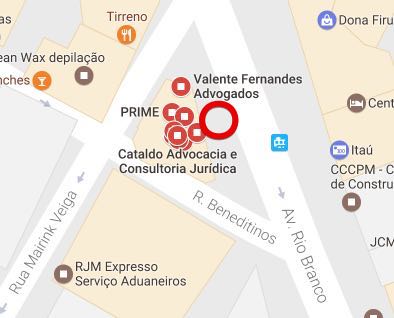 Tirreno
Dona Firu
ean Wax depilação
nches
Valente Fernandes
Advogados
Cent
PRIME
Itaú
Cataldo Advocacia e
Consultoria Jurídica
CCCPM - C
de Constru
R. Beneditinos
Av. Rio Branco
Rua Mairink Veiga
JCM
RJM Expresso
Serviço Aduaneiros